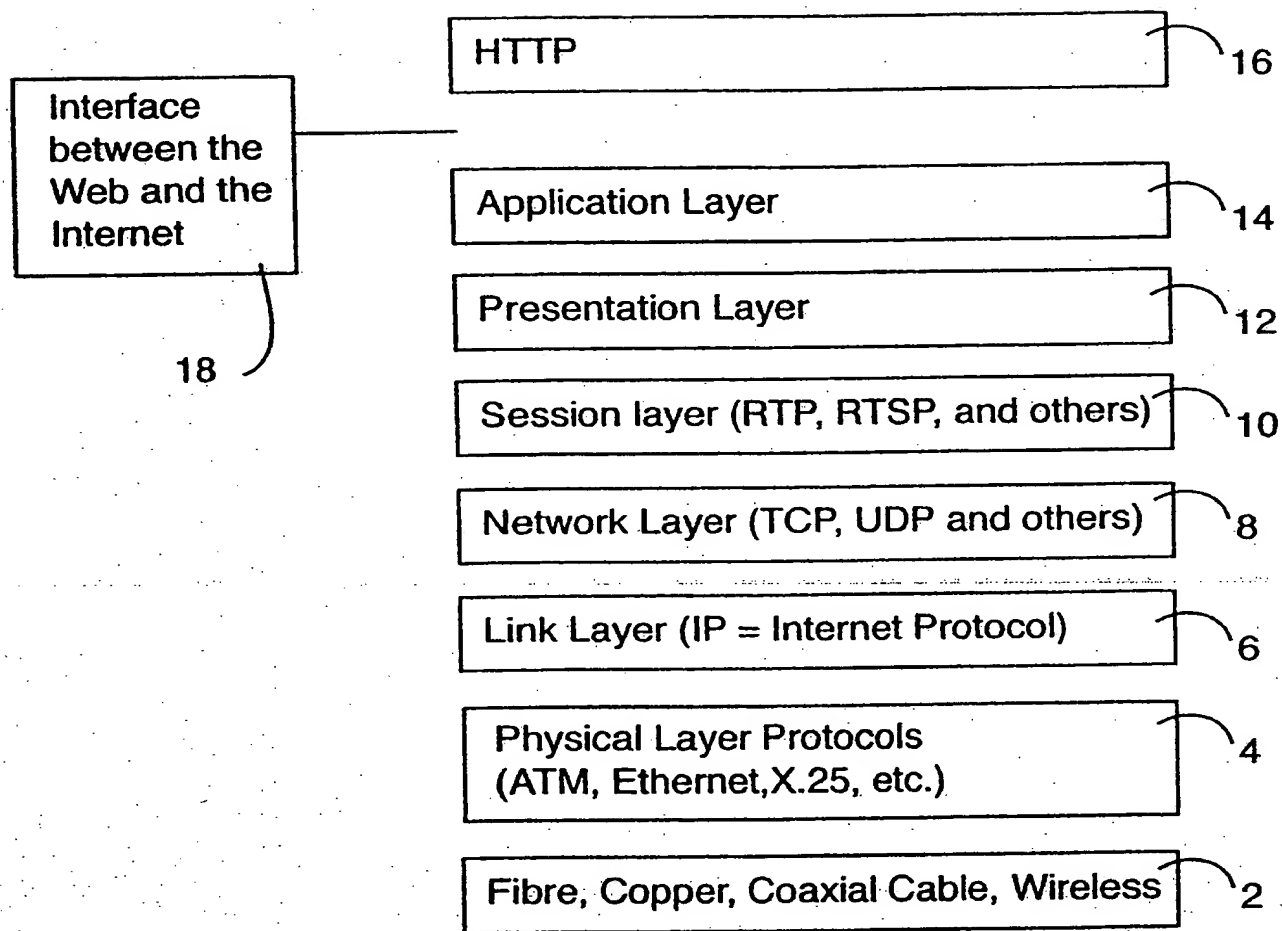 HTTP
16
Interface
between the
Web and the
Internet
18
Application Layer
14
Presentation Layer
12
Session layer (RTP, RTSP, and others)
10
Network Layer (TCP, UDP and others)
8
Link Layer (IP = Internet Protocol)
6
Physical Layer Protocols
(ATM, Ethernet,X.25, etc.)
4
Fibre, Copper, Coaxial Cable, Wireless
2